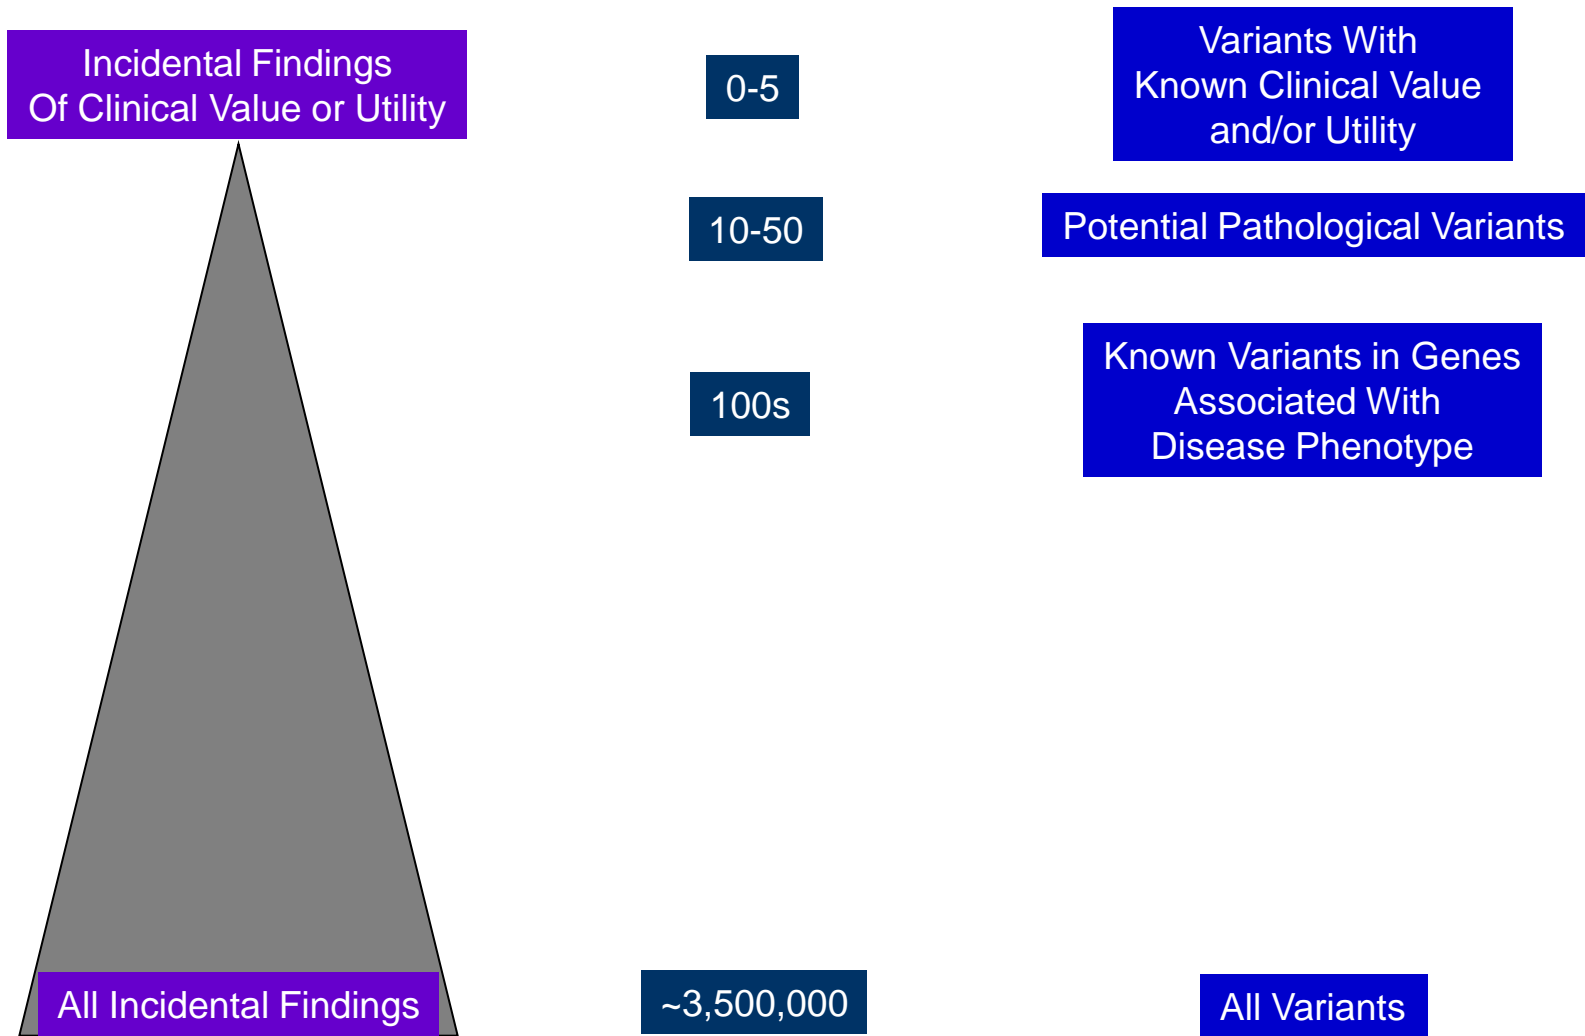 Incidental Findings
Of Clinical Value or Utility
0-5
Variants With
Known Clinical Value
and/or Utility
10-50
Potential Pathological Variants
100s
Known Variants in Genes
Associated With
Disease Phenotype
All Incidental Findings
~3,500,000
All Variants